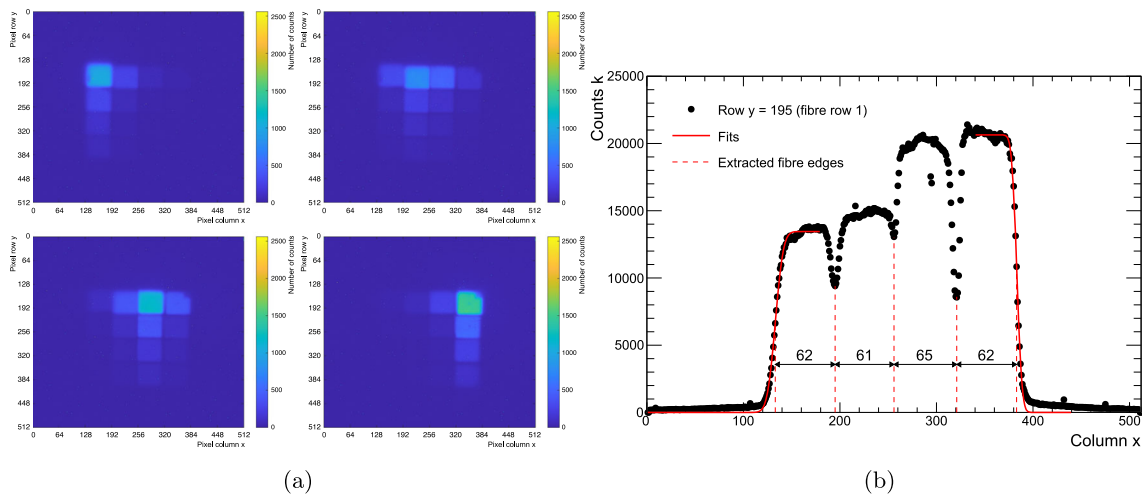 Pixel row y
0
64
128
192
256
320
384
448
512
0 64 128 192 256 320 384 448 512
Pixel column x
2500
2000
1500
1000
500
0
Number of counts
Pixel row y
0
64
128
192
256
320
384
448
512
0 64 128 192 256 320 384 448 512
Pixel column x
2500
2000
1500
1000
500
0
Number of counts
Pixel row y
0
64
128
192
256
320
384
448
512
0 64 128 192 256 320 384 448 512
Pixel column x
2500
2000
1500
1000
500
0
Number of counts
Pixel row y
0
64
128
192
256
320
384
448
512
0 64 128 192 256 320 384 448 512
Pixel column x
2500
2000
1500
1000
500
0
Number of counts
(a)
Counts k
25000
20000
15000
10000
5000
0
Row y = 195 (fibre row 1)
Fits
Extracted fibre edges
62 61 65 62
0 100 200 300 400 500
Column x
(b)